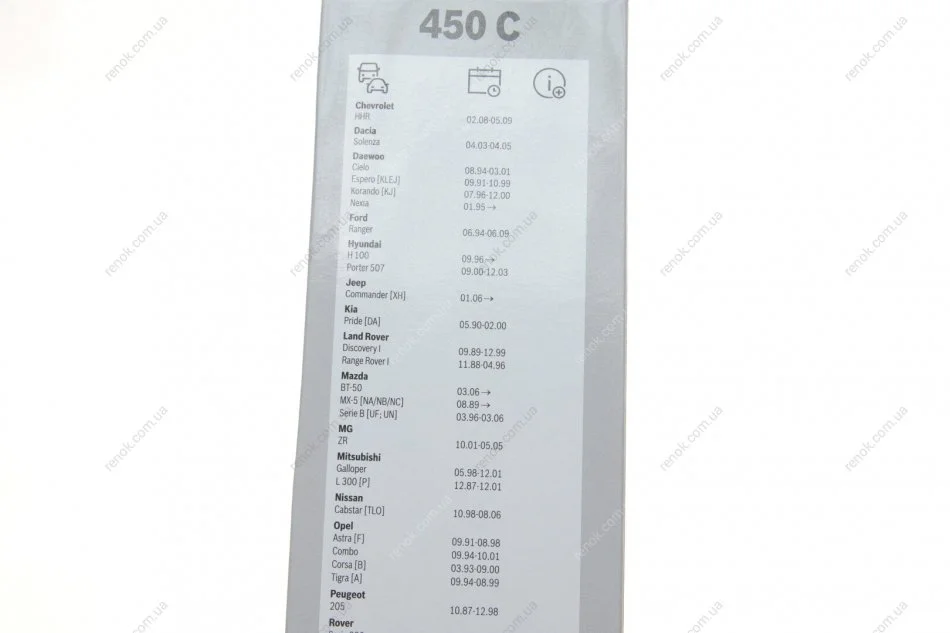 450 C
Chevrolet
HHR 02.08-05.09
Dacia
Solenza 04.03-04.05
Daewoo
Cielo 08.94-03.01
Espero [KLEJ] 09.91-10.99
Korando [KJ] 07.96-12.00
Nexia 01.95→
Ford
Ranger 06.94-06.09
Hyundai
H 100 09.96→
Porter 507 09.00-12.03
Jeep
Commander [XH] 01.06→
Kia
Pride [DA] 05.90-02.00
Land Rover
Discovery I 09.89-12.99
Range Rover I 11.88-04.96
Mazda
BT-50 03.06→
MX-5 [NA/NB/NC] 08.89→
Serie B [UF; UN] 03.96-03.06
MG
ZR 10.01-05.05
Mitsubishi
Galloper 05.98-12.01
L 300 [P] 12.87-12.01
Nissan
Cabstar [TLO] 10.98-08.06
Opel
Astra [F] 09.91-08.98
Combo 09.94-10.01
Corsa [B] 03.93-09.00
Tigra [A] 09.94-08.99
Peugeot
205 10.87-12.98
Rover
renok.com.ua